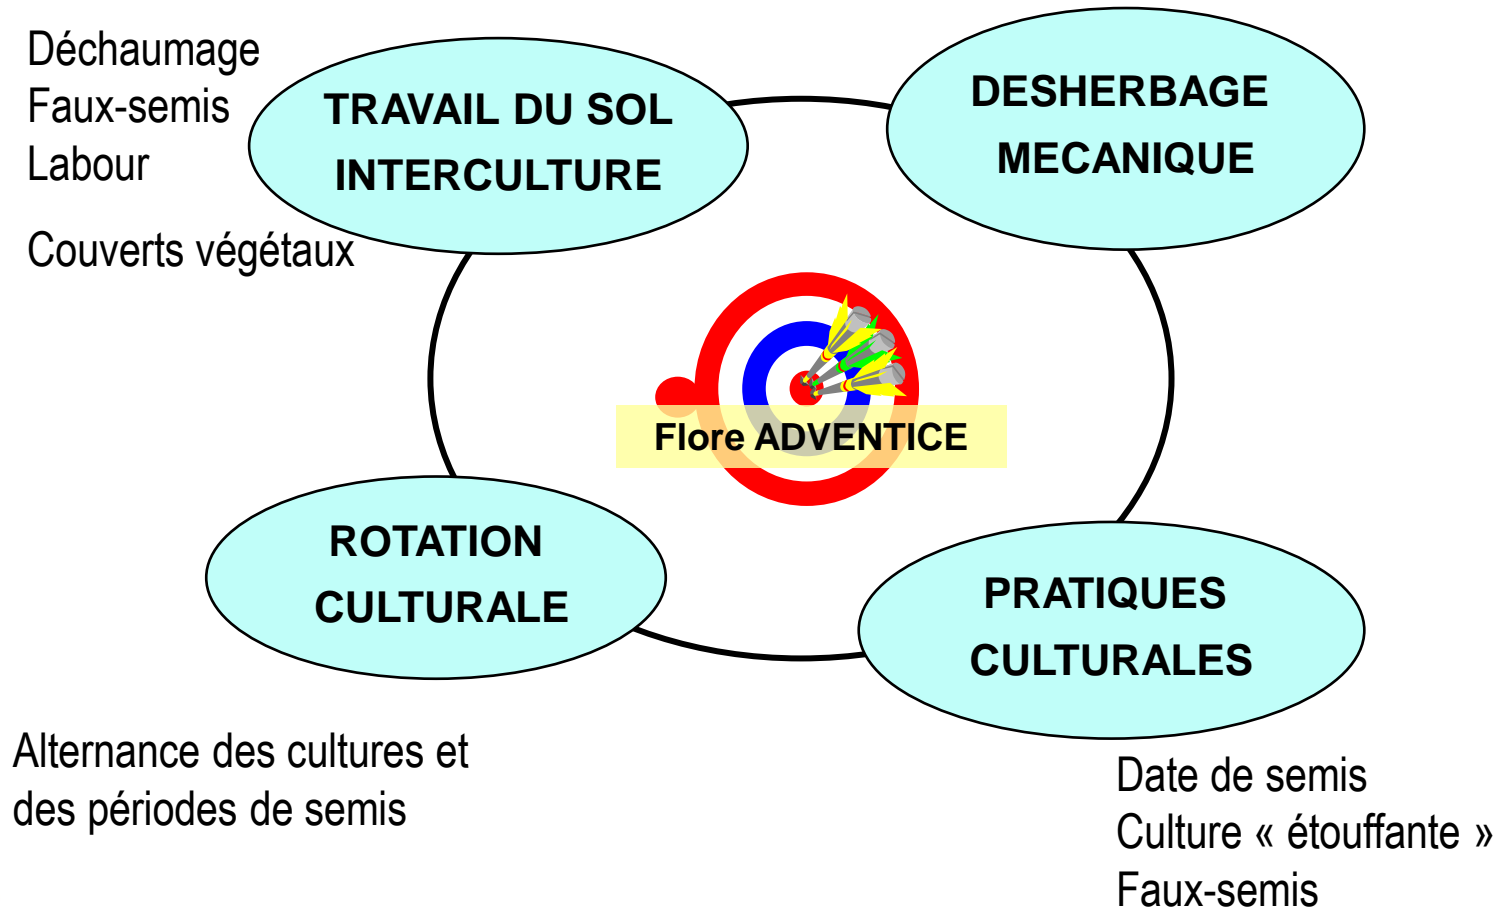 Déchaumage
Faux-semis
Labour
Couverts végétaux
TRAVAIL DU SOL
INTERCULTURE
DESHERBAGE
MECANIQUE
Flore ADVENTICE
ROTATION
CULTURALE
PRATIQUES
CULTURALES
Alternance des cultures et
des périodes de semis
Date de semis
Culture « étouffante »
Faux-semis